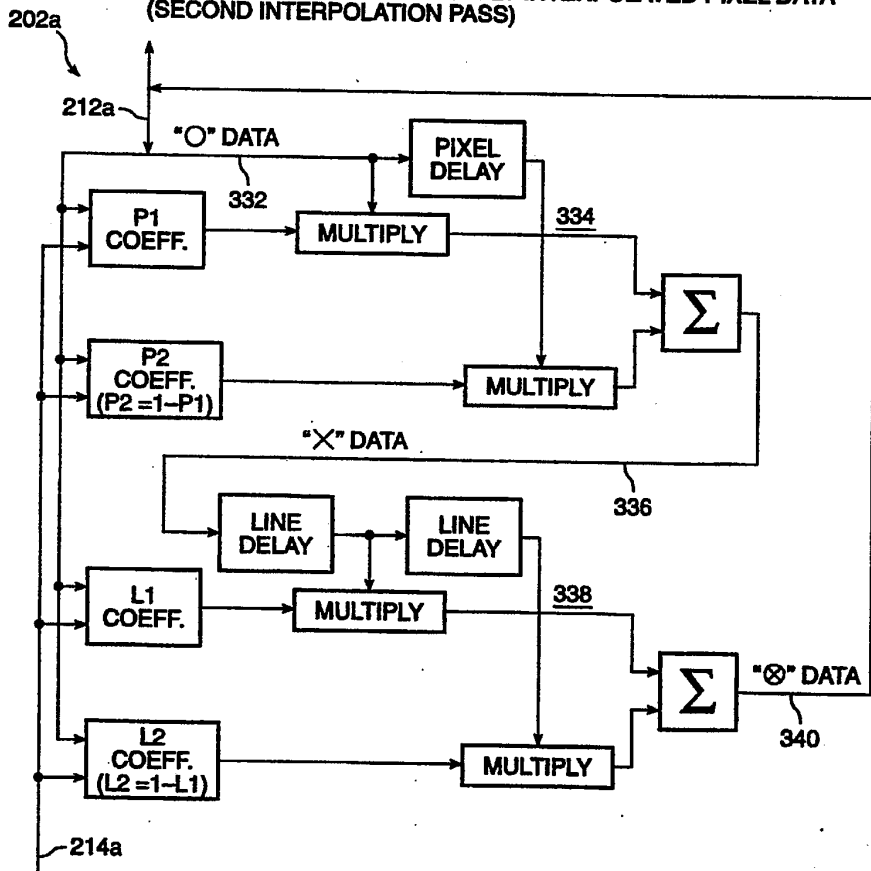 202a
PIXEL DATA
(SECOND INTERPOLATION PASS)
212a
"O" DATA
332
PIXEL
DELAY
P1
COEFF.
MULTIPLY
334
Σ
P2
COEFF.
(P2 =1–P1)
MULTIPLY
"X" DATA
336
LINE
DELAY
LINE
DELAY
L1
COEFF.
MULTIPLY
338
Σ
"⊗" DATA
340
L2
COEFF.
(L2 =1–L1)
MULTIPLY
214a